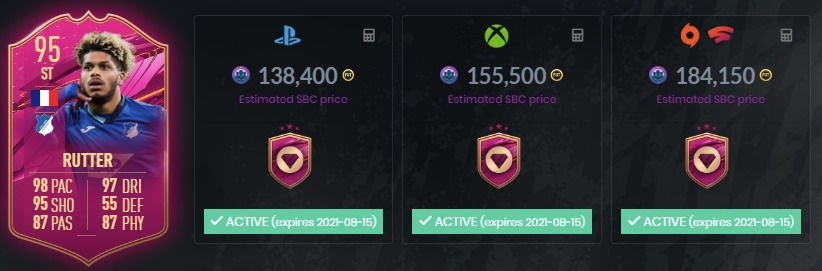 95
ST
RUTTER
98 PAC 97 DRI
95 SHO 55 DEF
87 PAS 87 PHY
138,400
Estimated SBC price
ACTIVE (expires 2021-08-15)
155,500
Estimated SBC price
ACTIVE (expires 2021-08-15)
184,150
Estimated SBC price
ACTIVE (expires 2021-08-15)